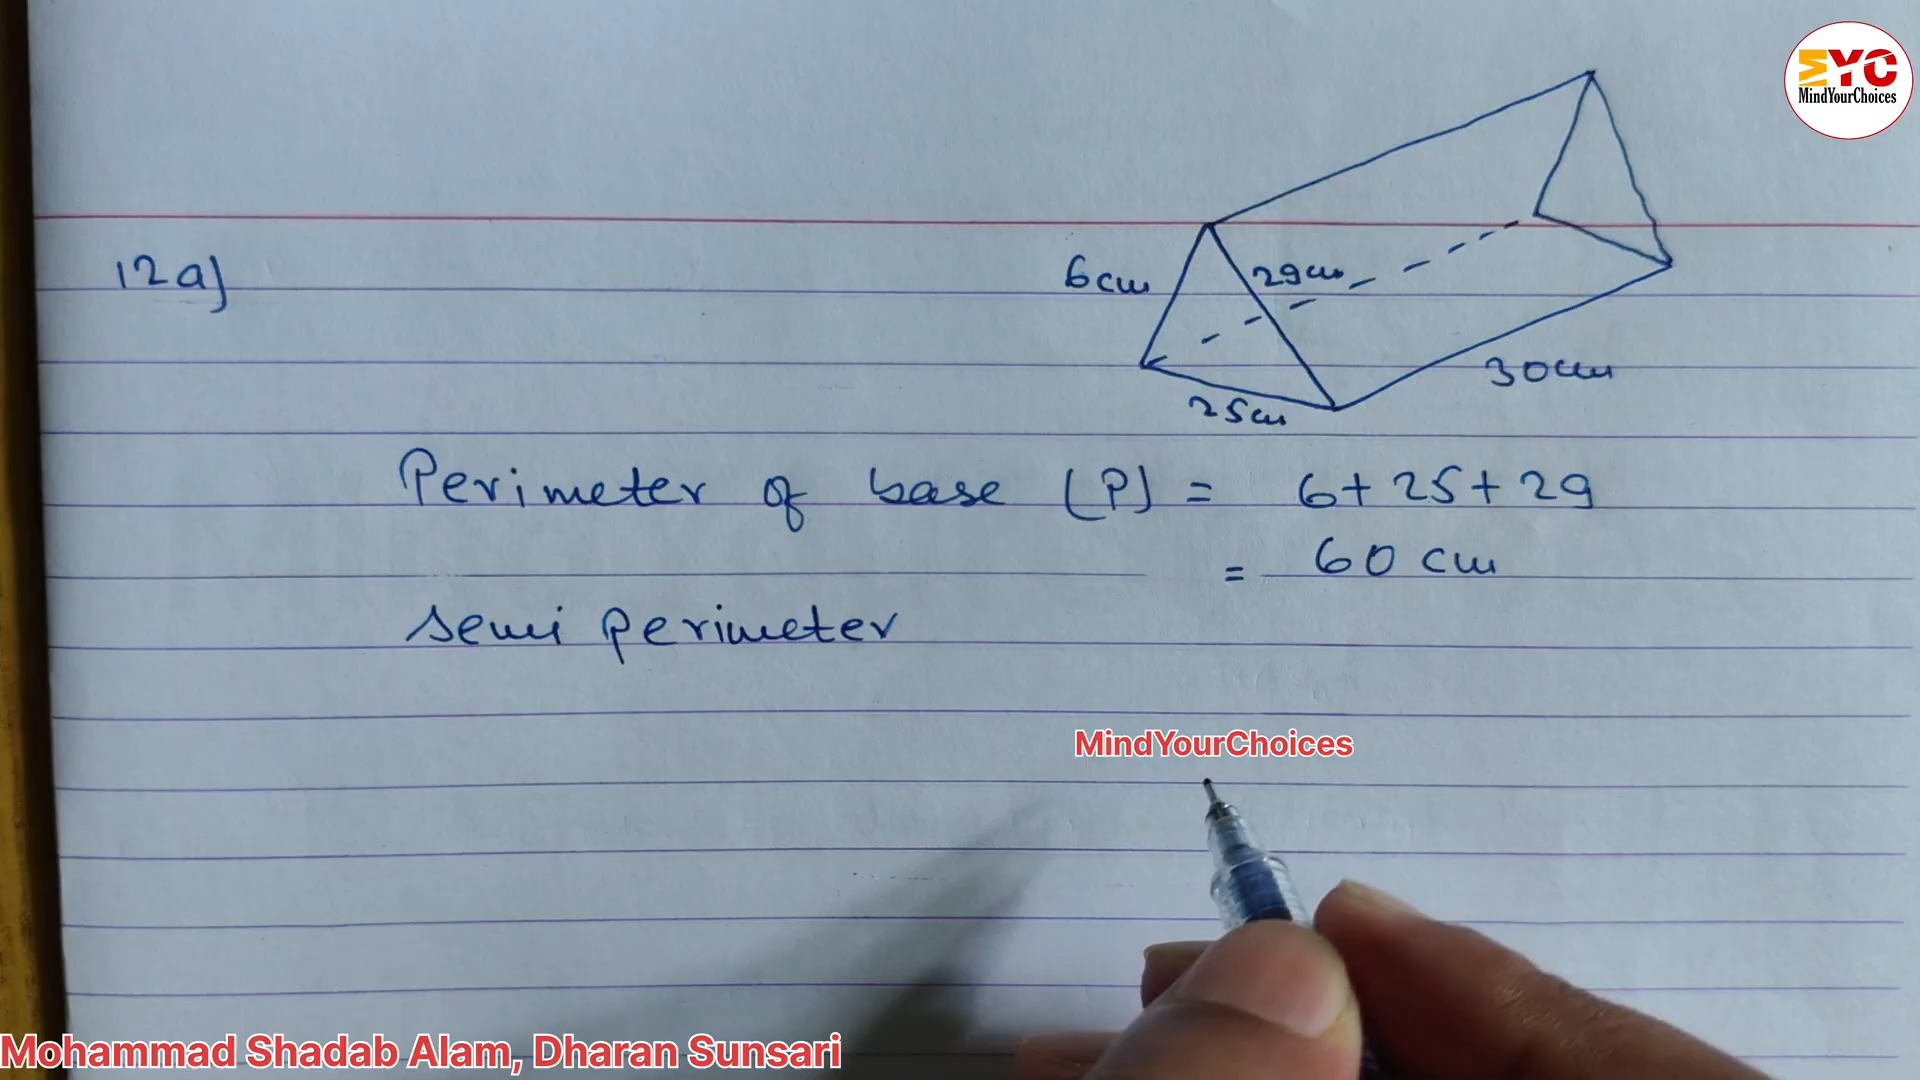 MYC
MindYourChoices
12a)
6cm
29cm
30cm
25cm
Perimeter of base (P) = 6+25+29
= 60 cm
semi perimeter
MindYourChoices
Mohammad Shadab Alam, Dharan Sunsari